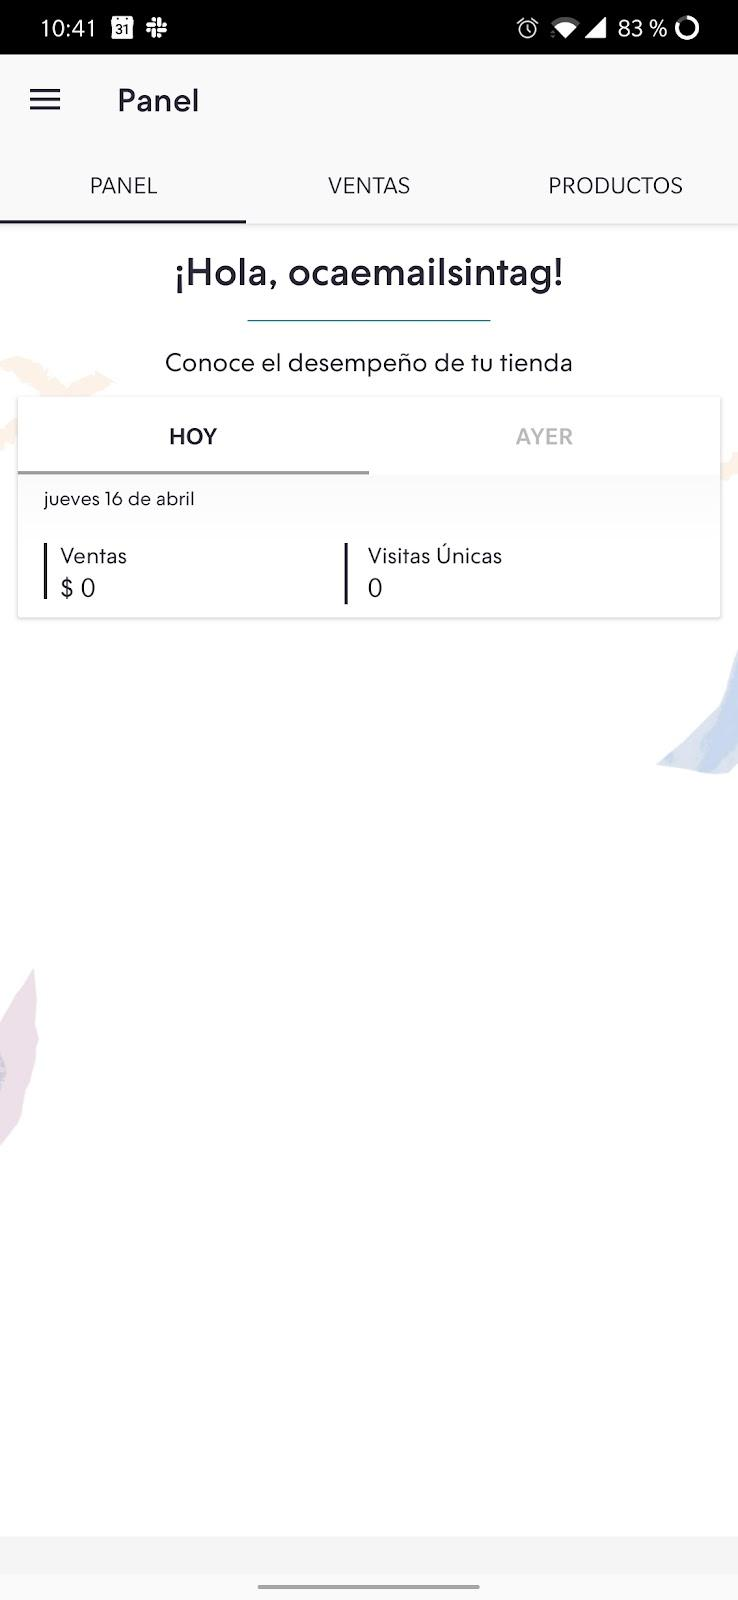 10:41 31 83 %
Panel
PANEL VENTAS PRODUCTOS
¡Hola, ocaemailsintag!
Conoce el desempeño de tu tienda
HOY AYER
jueves 16 de abril
Ventas Visitas Únicas
$ 0 0